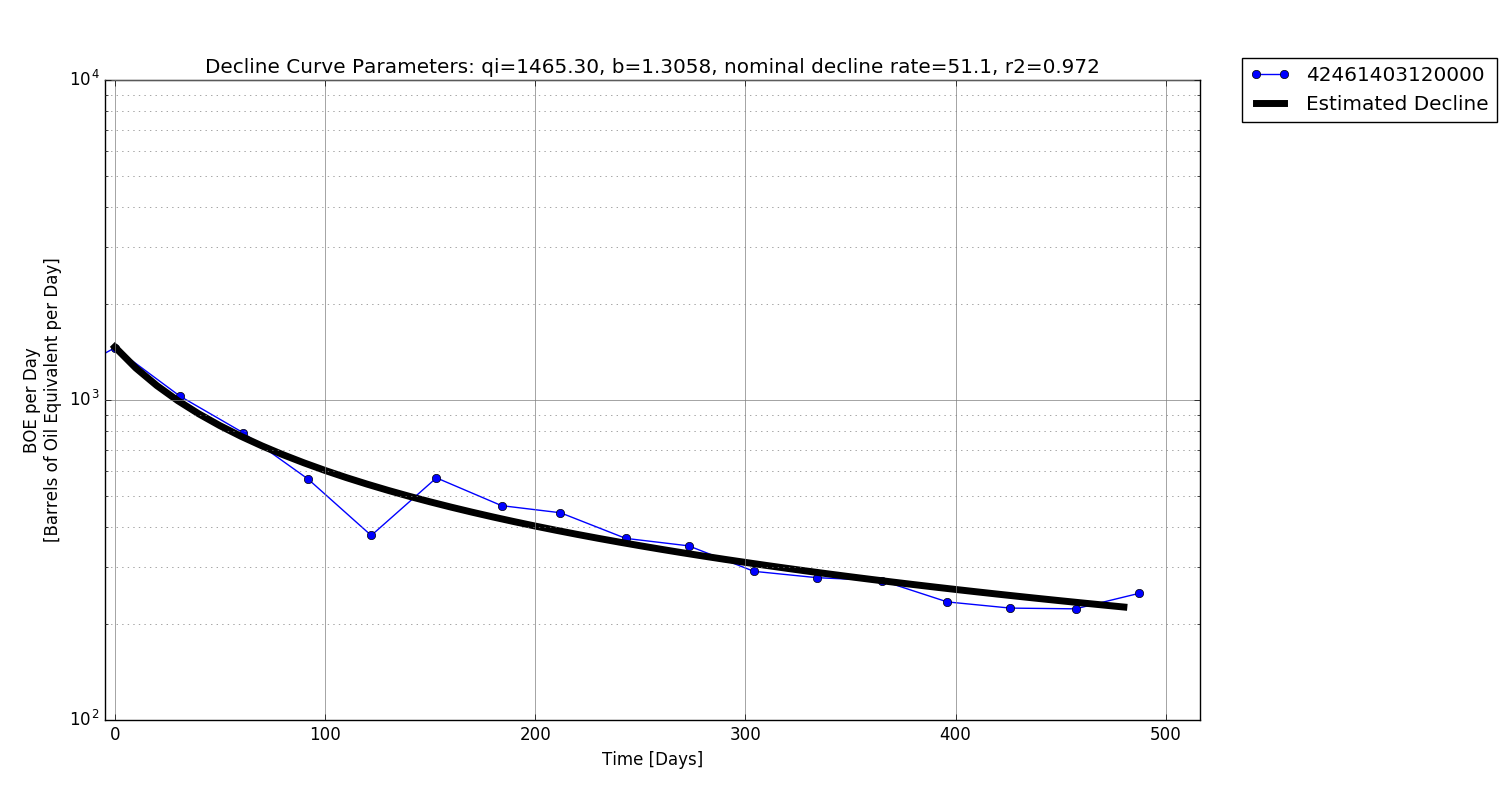 Decline Curve Parameters: qi=1465.30, b=1.3058, nominal decline rate=51.1, r2=0.972
42461403120000
Estimated Decline
10^4
10^3
10^2
BOE per Day
[Barrels of Oil Equivalent per Day]
0 100 200 300 400 500
Time [Days]